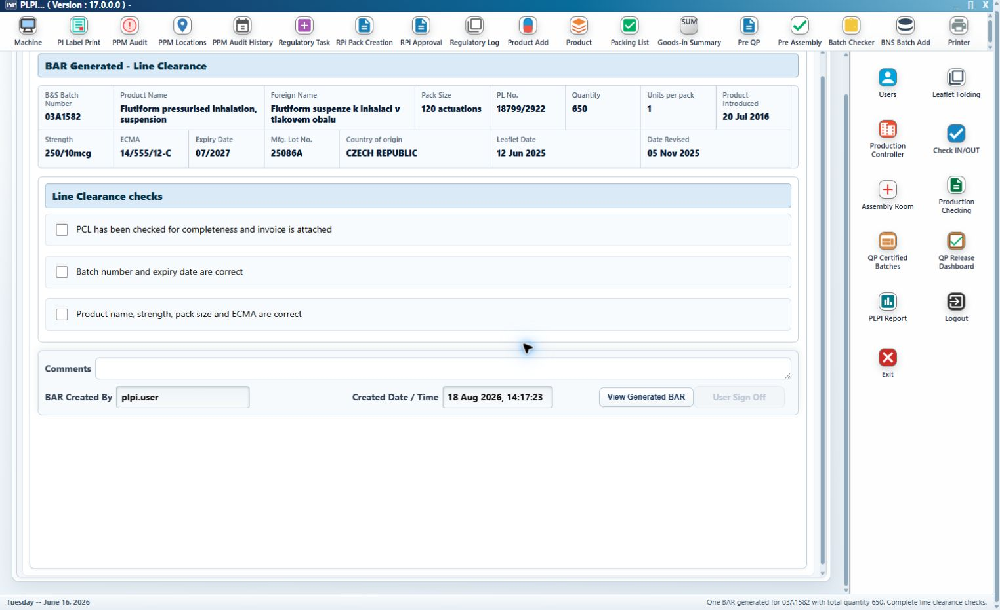 PiP PLPI... ( Version : 17.0.0.0 ) -
_ [] X
Machine
PI Label Print
PPM Audit
PPM Locations
PPM Audit History
Regulatory Task
RPi Pack Creation
RPi Approval
Regulatory Log
Product Add
Product
Packing List
SUM
Goods-in Summary
Pre QP
Pre Assembly
Batch Checker
BNS Batch Add
Printer
BAR Generated - Line Clearance
B&S Batch
Number
03A1582
Product Name
Flutiform pressurised inhalation,
suspension
Foreign Name
Flutiform suspenze k inhalaci v
tlakovem obalu
Pack Size
120 actuations
PL No.
18799/2922
Quantity
650
Units per pack
1
Product
Introduced
20 Jul 2016
Strength
250/10mcg
ECMA
14/555/12-C
Expiry Date
07/2027
Mfg. Lot No.
25086A
Country of origin
CZECH REPUBLIC
Leaflet Date
12 Jun 2025
Date Revised
05 Nov 2025
Line Clearance checks
PCL has been checked for completeness and invoice is attached
Batch number and expiry date are correct
Product name, strength, pack size and ECMA are correct
Comments
BAR Created By plpi.user
Created Date / Time 18 Aug 2026, 14:17:23
View Generated BAR
User Sign Off
Users
Leaflet Folding
Production
Controller
Check IN/OUT
Assembly Room
Production
Checking
QP Certified
Batches
QP Release
Dashboard
PLPI Report
Logout
Exit
Tuesday -- June 16, 2026
One BAR generated for 03A1582 with total quantity 650. Complete line clearance checks.